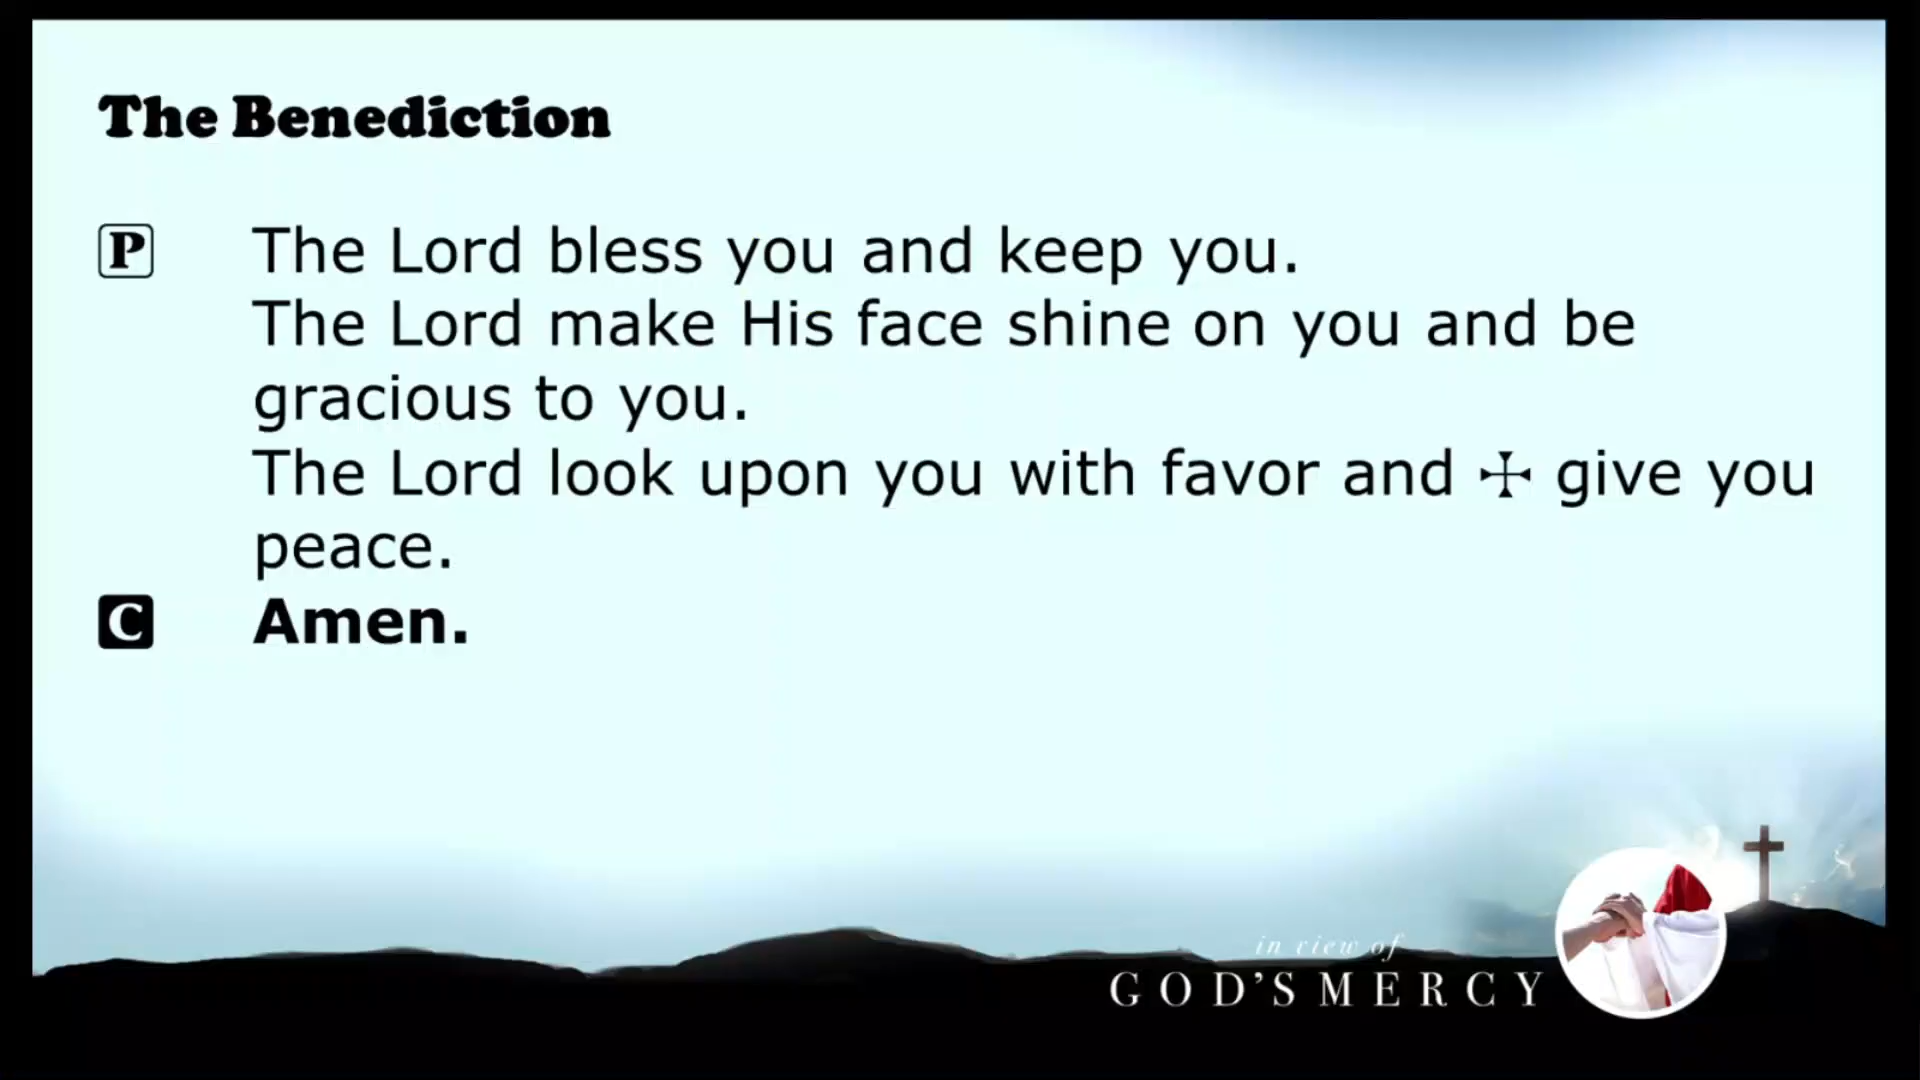 The Benediction
P The Lord bless you and keep you.
The Lord make His face shine on you and be
gracious to you.
The Lord look upon you with favor and ☩ give you
peace.
C Amen.
in view of
GOD'S MERCY